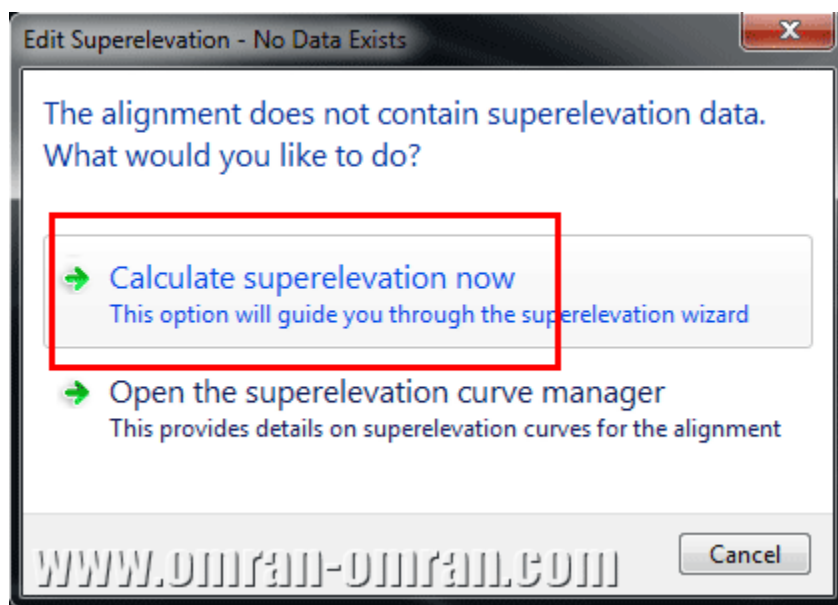 Edit Superelevation - No Data Exists
The alignment does not contain superelevation data.
What would you like to do?
Calculate superelevation now
This option will guide you through the superelevation wizard
Open the superelevation curve manager
This provides details on superelevation curves for the alignment
www.omran-omran.com
Cancel